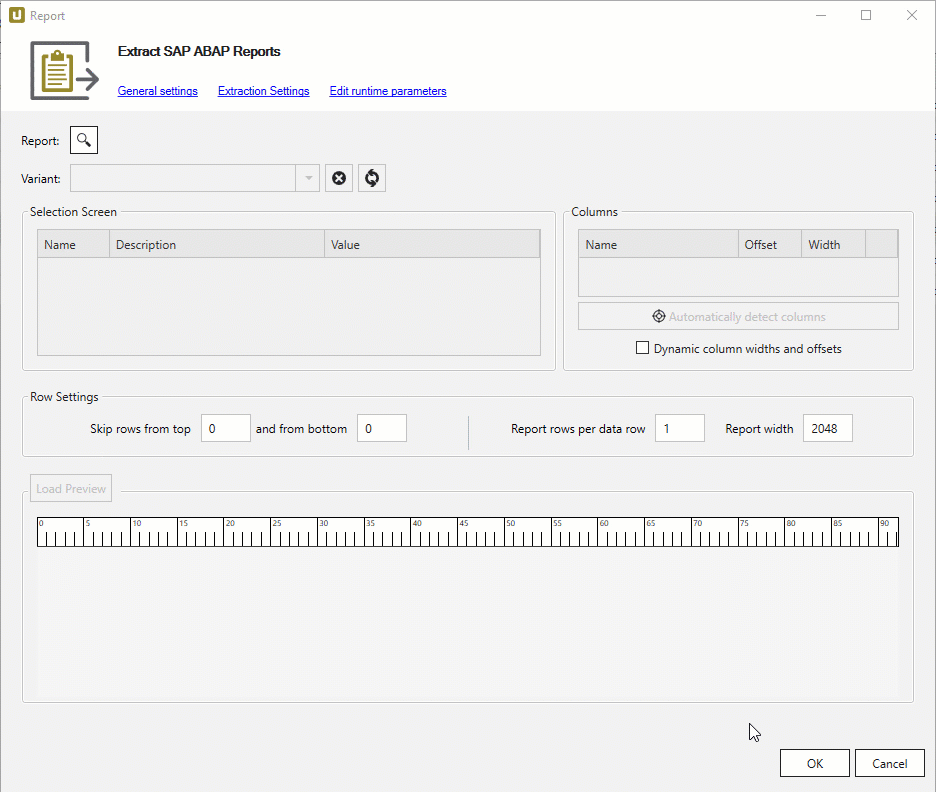 Report
Extract SAP ABAP Reports
General settings Extraction Settings Edit runtime parameters
Report:
Variant:
Selection Screen Columns
Name Description Value Name Offset Width
Automatically detect columns
Dynamic column widths and offsets
Row Settings
Skip rows from top 0 and from bottom 0 Report rows per data row 1 Report width 2048
Load Preview
0 5 10 15 20 25 30 35 40 45 50 55 60 65 70 75 80 85 90
OK Cancel